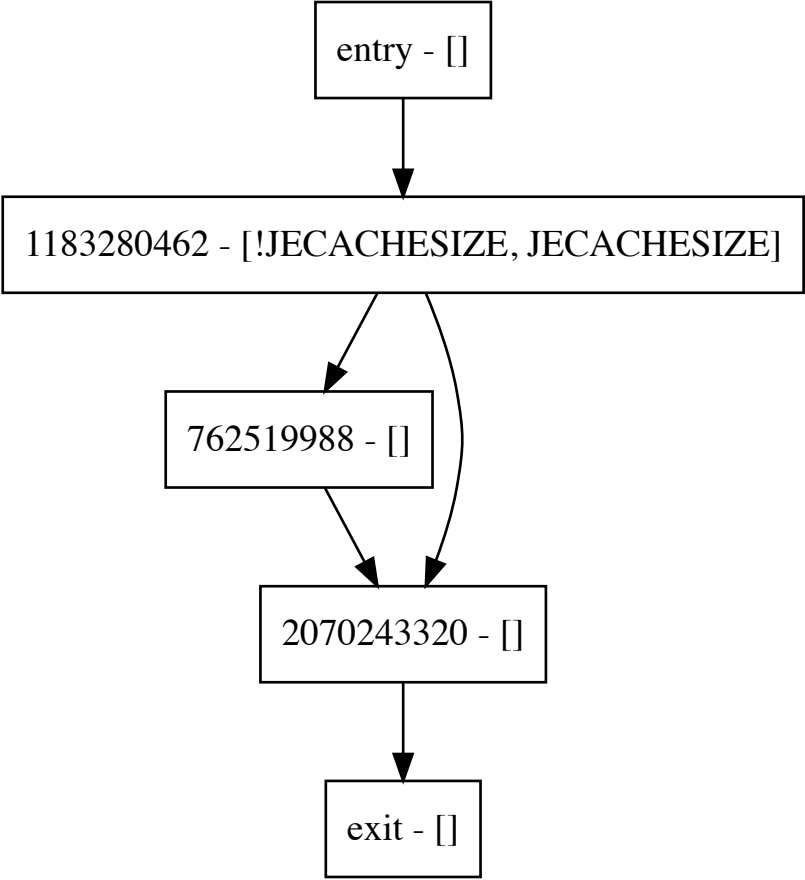 entry - []
1183280462 - [!JECACHESIZE, JECACHESIZE]
762519988 - []
2070243320 - []
exit - []